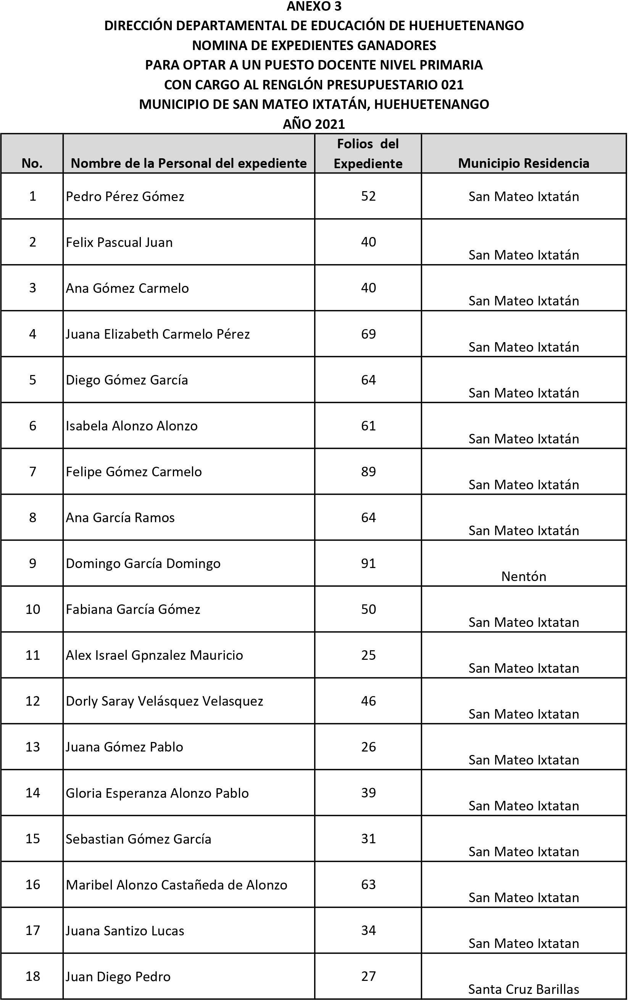 ANEXO 3
DIRECCIÓN DEPARTAMENTAL DE EDUCACIÓN DE HUEHUETENANGO
NOMINA DE EXPEDIENTES GANADORES
PARA OPTAR A UN PUESTO DOCENTE NIVEL PRIMARIA
CON CARGO AL RENGLÓN PRESUPUESTARIO 021
MUNICIPIO DE SAN MATEO IXTATÁN, HUEHUETENANGO
AÑO 2021
No. Nombre de la Personal del expediente Folios del Expediente Municipio Residencia
1 Pedro Pérez Gómez 52 San Mateo Ixtatán
2 Felix Pascual Juan 40 San Mateo Ixtatán
3 Ana Gómez Carmelo 40 San Mateo Ixtatán
4 Juana Elizabeth Carmelo Pérez 69 San Mateo Ixtatán
5 Diego Gómez García 64 San Mateo Ixtatán
6 Isabela Alonzo Alonzo 61 San Mateo Ixtatán
7 Felipe Gómez Carmelo 89 San Mateo Ixtatán
8 Ana García Ramos 64 San Mateo Ixtatán
9 Domingo García Domingo 91 Nentón
10 Fabiana García Gómez 50 San Mateo Ixtatan
11 Alex Israel Gpnzalez Mauricio 25 San Mateo Ixtatan
12 Dorly Saray Velásquez Velasquez 46 San Mateo Ixtatan
13 Juana Gómez Pablo 26 San Mateo Ixtatan
14 Gloria Esperanza Alonzo Pablo 39 San Mateo Ixtatan
15 Sebastian Gómez García 31 San Mateo Ixtatan
16 Maribel Alonzo Castañeda de Alonzo 63 San Mateo Ixtatan
17 Juana Santizo Lucas 34 San Mateo Ixtatan
18 Juan Diego Pedro 27 Santa Cruz Barillas